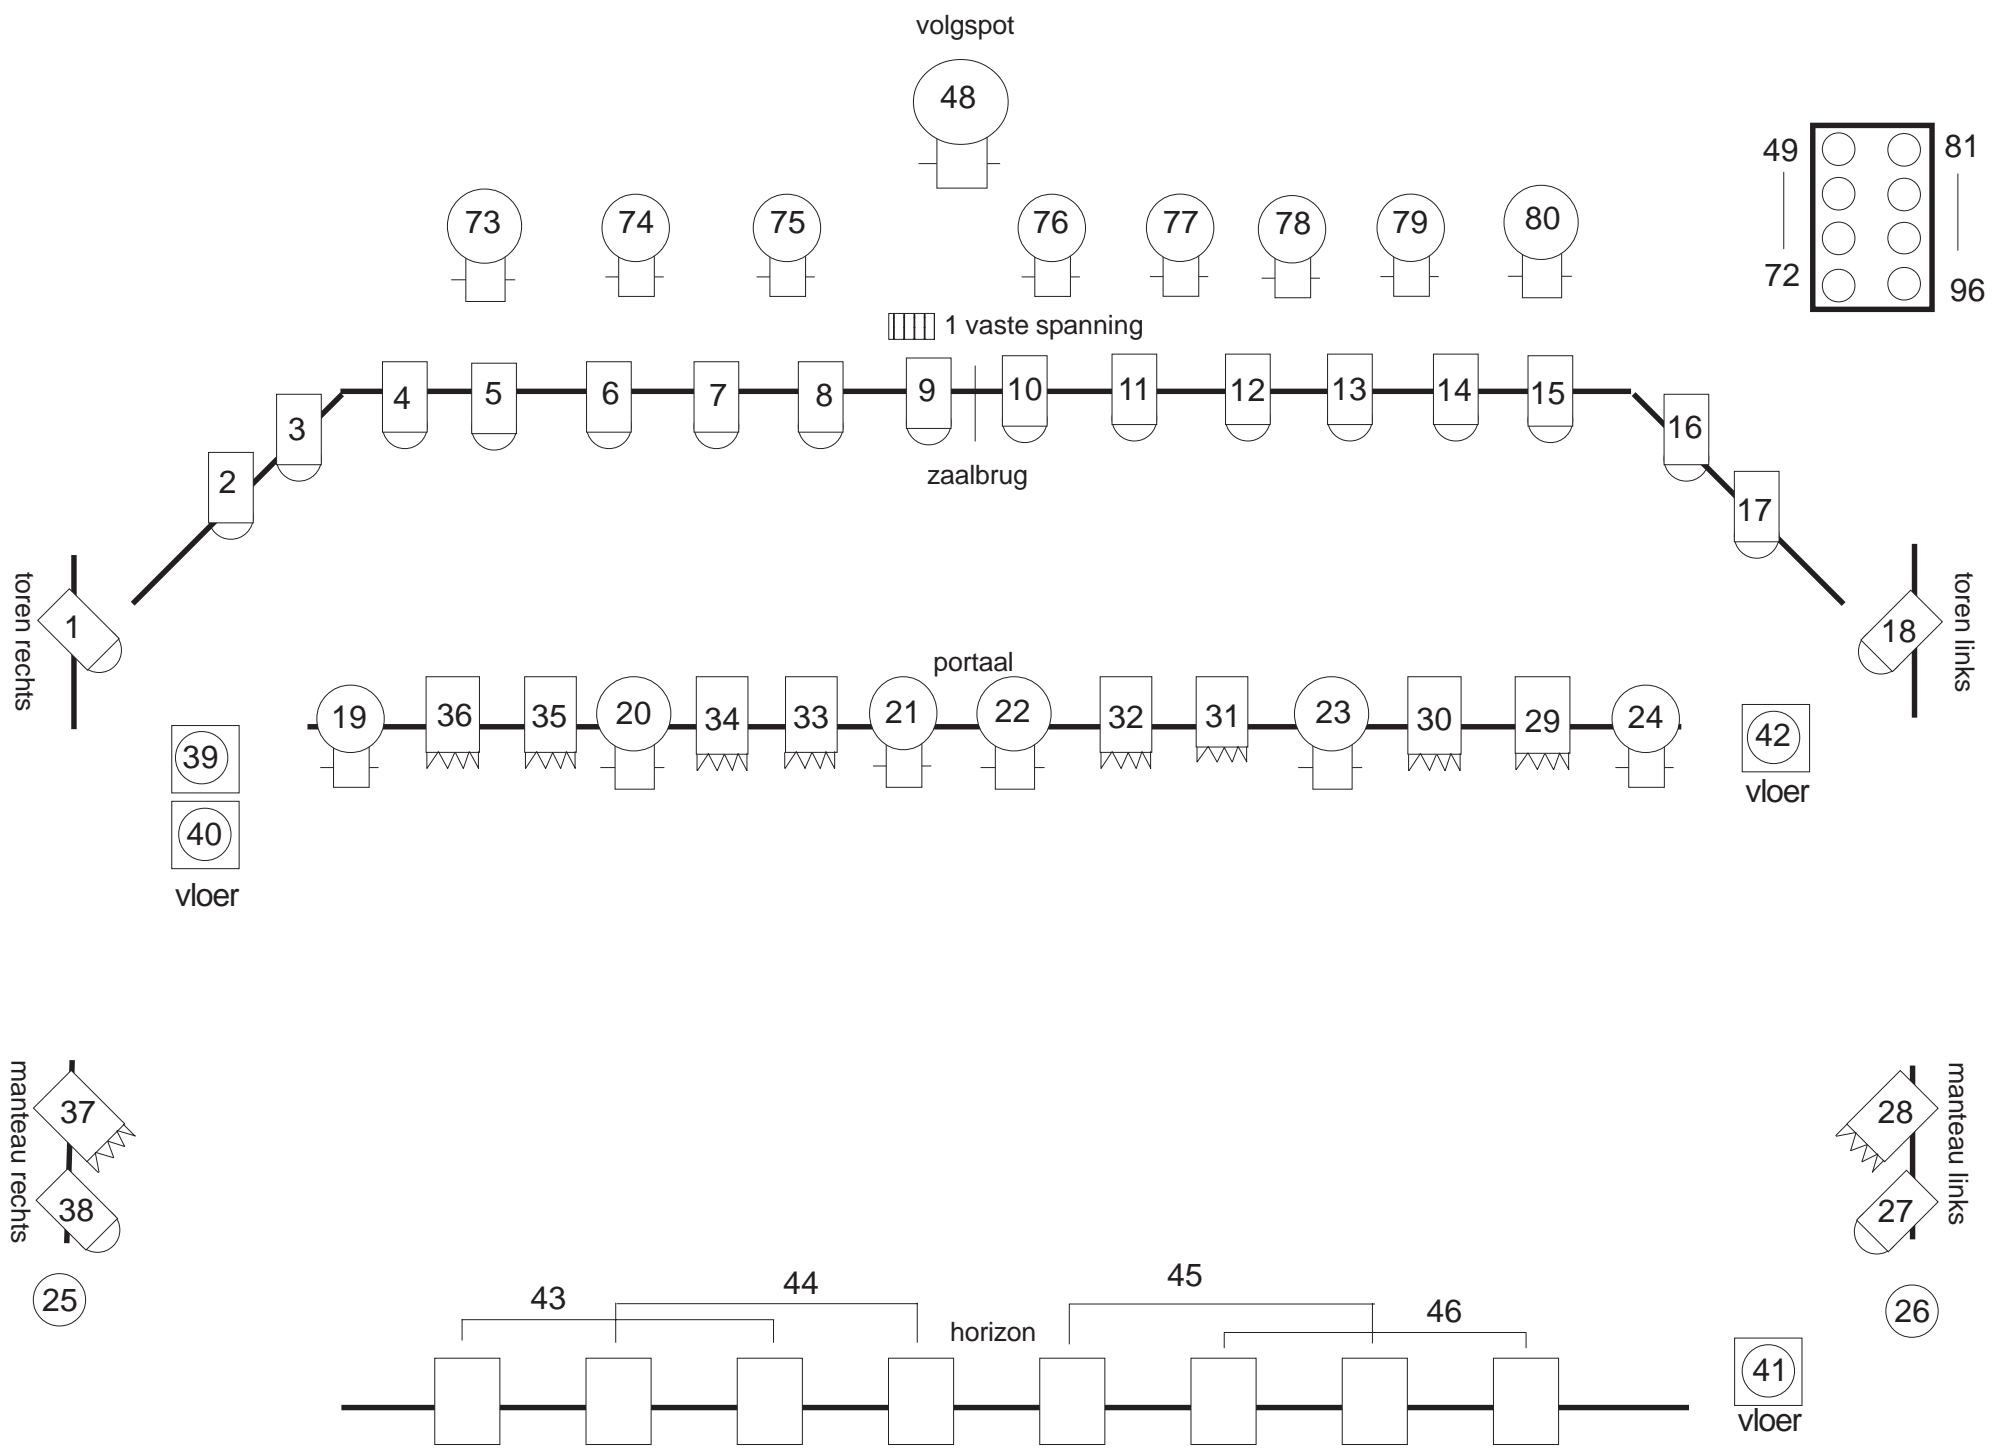 volgspot
48
49 81
73 74 75 76 77 78 79 80
72 96
1 vaste spanning
4 5 6 7 8 9 10 11 12 13 14 15
3 16
2 17
zaalbrug
toren rechts
1
18
toren links
portaal
19 36 35 20 34 33 21 22 32 31 23 30 29 24
39
42
vloer
40
vloer
manteau rechts
37
38
28
27
manteau links
25
26
43 44 45 46
horizon
41
vloer